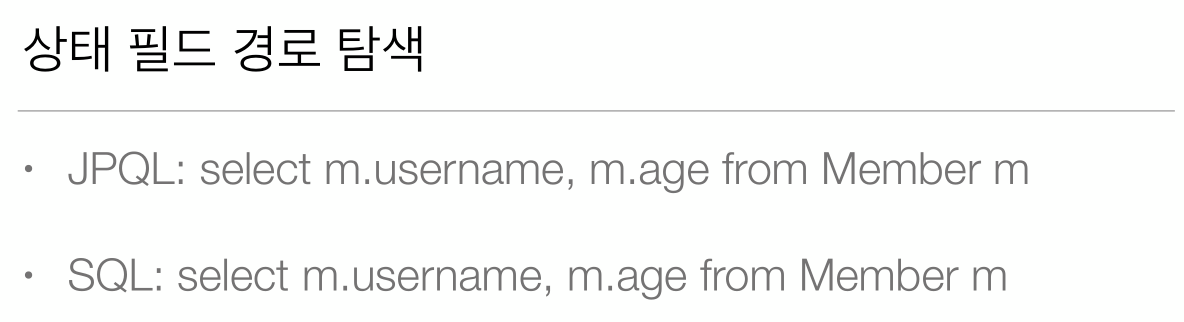 상태 필드 경로 탐색
• JPQL: select m.username, m.age from Member m
• SQL: select m.username, m.age from Member m